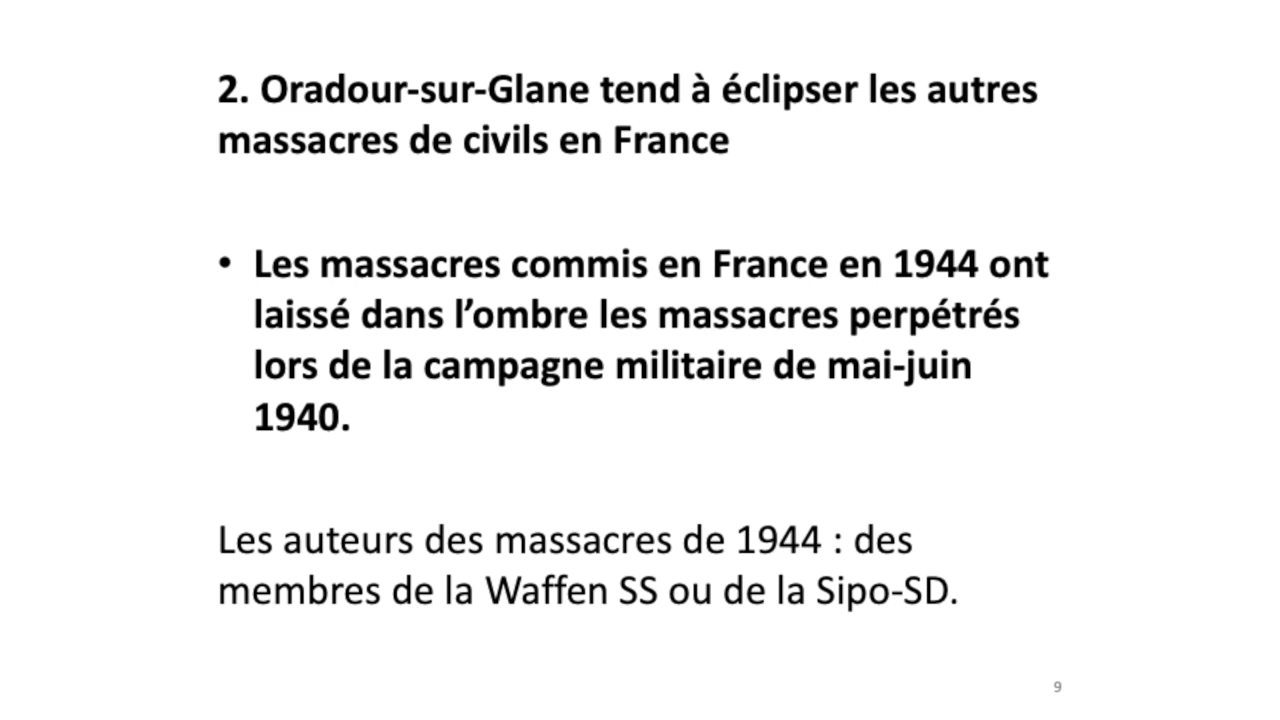 2. Oradour-sur-Glane tend à éclipser les autres
massacres de civils en France
• Les massacres commis en France en 1944 ont
laissé dans l’ombre les massacres perpétrés
lors de la campagne militaire de mai-juin
1940.
Les auteurs des massacres de 1944 : des
membres de la Waffen SS ou de la Sipo-SD.
9